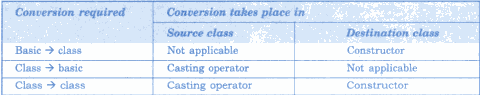 Conversion required Conversion takes place in
Source class Destination class
Basic → class Not applicable Constructor
Class → basic Casting operator Not applicable
Class → class Casting operator Constructor